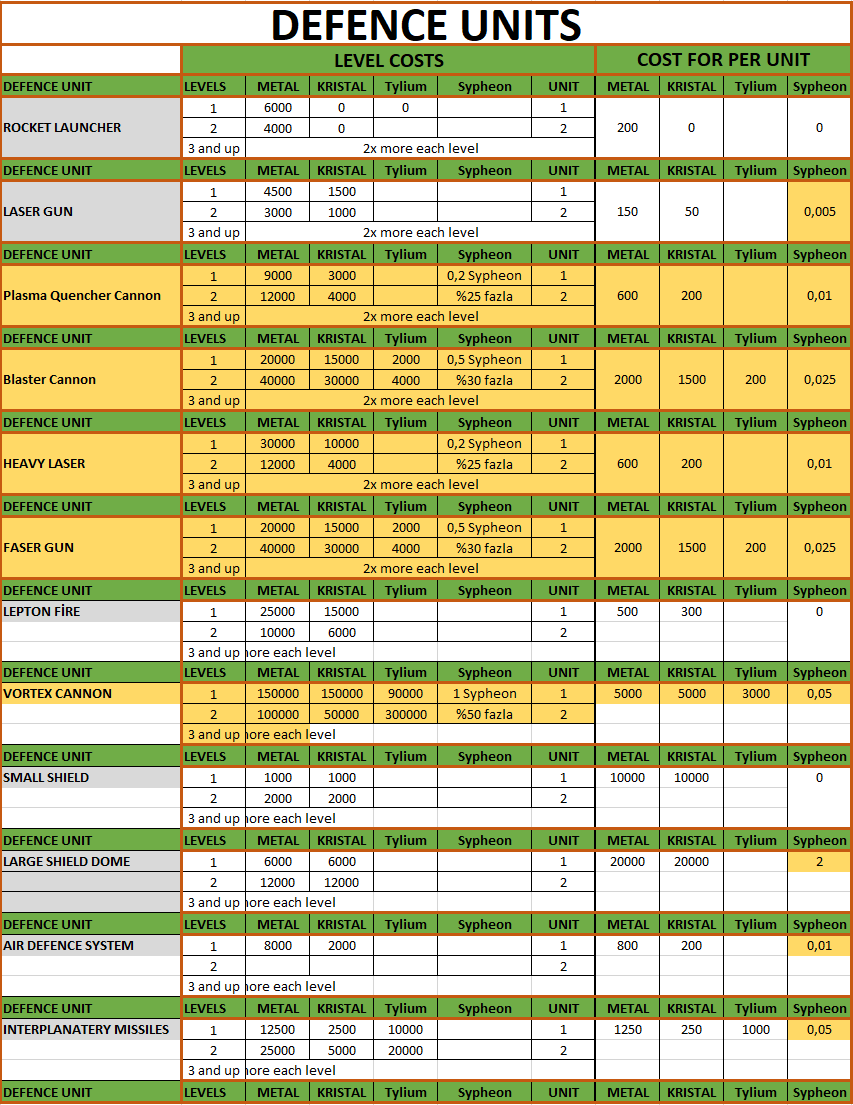 DEFENCE UNITS
LEVEL COSTS COST FOR PER UNIT
DEFENCE UNIT LEVELS METAL KRISTAL Tylium Sypheon UNIT METAL KRISTAL Tylium Sypheon
1 6000 0 0 1
ROCKET LAUNCHER 2 4000 0 2 200 0 0
3 and up 2x more each level
DEFENCE UNIT LEVELS METAL KRISTAL Tylium Sypheon UNIT METAL KRISTAL Tylium Sypheon
1 4500 1500 1
LASER GUN 2 3000 1000 2 150 50 0,005
3 and up 2x more each level
DEFENCE UNIT LEVELS METAL KRISTAL Tylium Sypheon UNIT METAL KRISTAL Tylium Sypheon
1 9000 3000 0,2 Sypheon 1
Plasma Quencher Cannon 2 12000 4000 %25 fazla 2 600 200 0,01
3 and up 2x more each level
DEFENCE UNIT LEVELS METAL KRISTAL Tylium Sypheon UNIT METAL KRISTAL Tylium Sypheon
1 20000 15000 2000 0,5 Sypheon 1
Blaster Cannon 2 40000 30000 4000 %30 fazla 2 2000 1500 200 0,025
3 and up 2x more each level
DEFENCE UNIT LEVELS METAL KRISTAL Tylium Sypheon UNIT METAL KRISTAL Tylium Sypheon
1 30000 10000 0,2 Sypheon 1
HEAVY LASER 2 12000 4000 %25 fazla 2 600 200 0,01
3 and up 2x more each level
DEFENCE UNIT LEVELS METAL KRISTAL Tylium Sypheon UNIT METAL KRISTAL Tylium Sypheon
1 20000 15000 2000 0,5 Sypheon 1
FASER GUN 2 40000 30000 4000 %30 fazla 2 2000 1500 200 0,025
3 and up 2x more each level
DEFENCE UNIT LEVELS METAL KRISTAL Tylium Sypheon UNIT METAL KRISTAL Tylium Sypheon
LEPTON FİRE 1 25000 15000 1 500 300 0
2 10000 6000 2
3 and up ore each level
DEFENCE UNIT LEVELS METAL KRISTAL Tylium Sypheon UNIT METAL KRISTAL Tylium Sypheon
VORTEX CANNON 1 150000 150000 90000 1 Sypheon 1 5000 5000 3000 0,05
2 100000 50000 300000 %50 fazla 2
3 and up ore each level
DEFENCE UNIT LEVELS METAL KRISTAL Tylium Sypheon UNIT METAL KRISTAL Tylium Sypheon
SMALL SHIELD 1 1000 1000 1 10000 10000 0
2 2000 2000 2
3 and up ore each level
DEFENCE UNIT LEVELS METAL KRISTAL Tylium Sypheon UNIT METAL KRISTAL Tylium Sypheon
LARGE SHIELD DOME 1 6000 6000 1 20000 20000 2
2 12000 12000 2
3 and up ore each level
DEFENCE UNIT LEVELS METAL KRISTAL Tylium Sypheon UNIT METAL KRISTAL Tylium Sypheon
AIR DEFENCE SYSTEM 1 8000 2000 1 800 200 0,01
2 2
3 and up ore each level
DEFENCE UNIT LEVELS METAL KRISTAL Tylium Sypheon UNIT METAL KRISTAL Tylium Sypheon
INTERPLANATERY MISSILES 1 12500 2500 10000 1 1250 250 1000 0,05
2 25000 5000 20000 2
3 and up ore each level
DEFENCE UNIT LEVELS METAL KRISTAL Tylium Sypheon UNIT METAL KRISTAL Tylium Sypheon